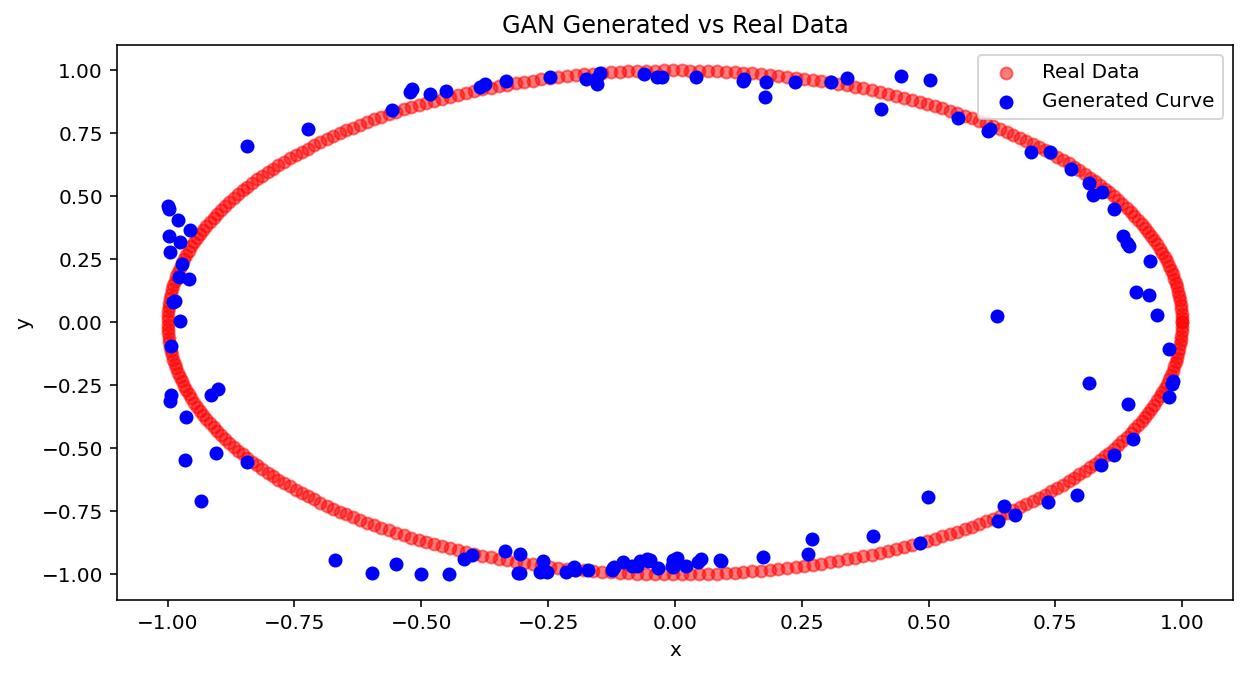 GAN Generated vs Real Data
Real Data
Generated Curve
1.00
0.75
0.50
0.25
0.00
−0.25
−0.50
−0.75
−1.00
y
−1.00 −0.75 −0.50 −0.25 0.00 0.25 0.50 0.75 1.00
x